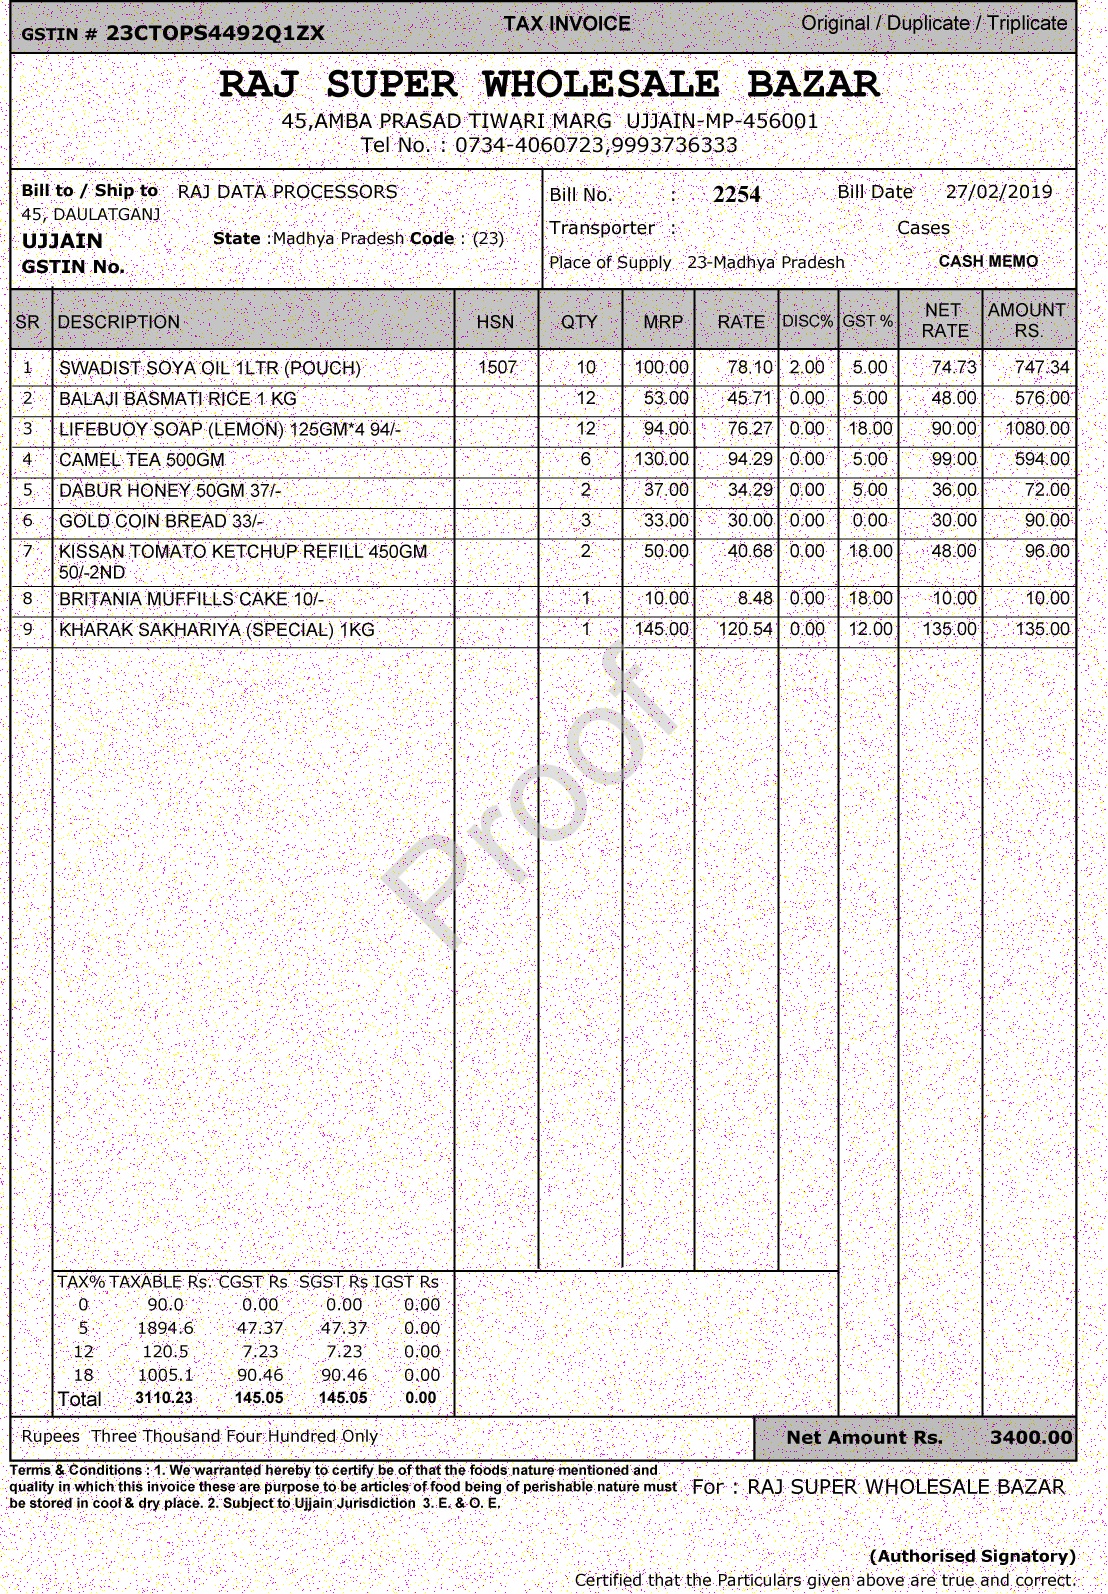 GSTIN # 23CTOPS4492Q1ZX TAX INVOICE Original / Duplicate / Triplicate
RAJ SUPER WHOLESALE BAZAR
45,AMBA PRASAD TIWARI MARG UJJAIN-MP-456001
Tel No. : 0734-4060723,9993736333
Bill to / Ship to RAJ DATA PROCESSORS
45, DAULATGANJ
UJJAIN State :Madhya Pradesh Code : (23)
GSTIN No.
Bill No. : 2254 Bill Date 27/02/2019
Transporter : Cases
Place of Supply 23-Madhya Pradesh CASH MEMO
SR DESCRIPTION HSN QTY MRP RATE DISC% GST % NET RATE AMOUNT RS.
1 SWADIST SOYA OIL 1LTR (POUCH) 1507 10 100.00 78.10 2.00 5.00 74.73 747.34
2 BALAJI BASMATI RICE 1 KG 12 53.00 45.71 0.00 5.00 48.00 576.00
3 LIFEBUOY SOAP (LEMON) 125GM*4 94/- 12 94.00 76.27 0.00 18.00 90.00 1080.00
4 CAMEL TEA 500GM 6 130.00 94.29 0.00 5.00 99.00 594.00
5 DABUR HONEY 50GM 37/- 2 37.00 34.29 0.00 5.00 36.00 72.00
6 GOLD COIN BREAD 33/- 3 33.00 30.00 0.00 0.00 30.00 90.00
7 KISSAN TOMATO KETCHUP REFILL 450GM 2 50.00 40.68 0.00 18.00 48.00 96.00
50/-2ND
8 BRITANIA MUFFILLS CAKE 10/- 1 10.00 8.48 0.00 18.00 10.00 10.00
9 KHARAK SAKHARIYA (SPECIAL) 1KG 1 145.00 120.54 0.00 12.00 135.00 135.00
Proof
TAX% TAXABLE Rs. CGST Rs SGST Rs IGST Rs
0 90.0 0.00 0.00 0.00
5 1894.6 47.37 47.37 0.00
12 120.5 7.23 7.23 0.00
18 1005.1 90.46 90.46 0.00
Total 3110.23 145.05 145.05 0.00
Rupees Three Thousand Four Hundred Only Net Amount Rs. 3400.00
Terms & Conditions : 1. We warranted hereby to certify be of that the foods nature mentioned and
quality in which this invoice these are purpose to be articles of food being of perishable nature must
be stored in cool & dry place. 2. Subject to Ujjain Jurisdiction 3. E. & O. E.
For : RAJ SUPER WHOLESALE BAZAR
(Authorised Signatory)
Certified that the Particulars given above are true and correct.